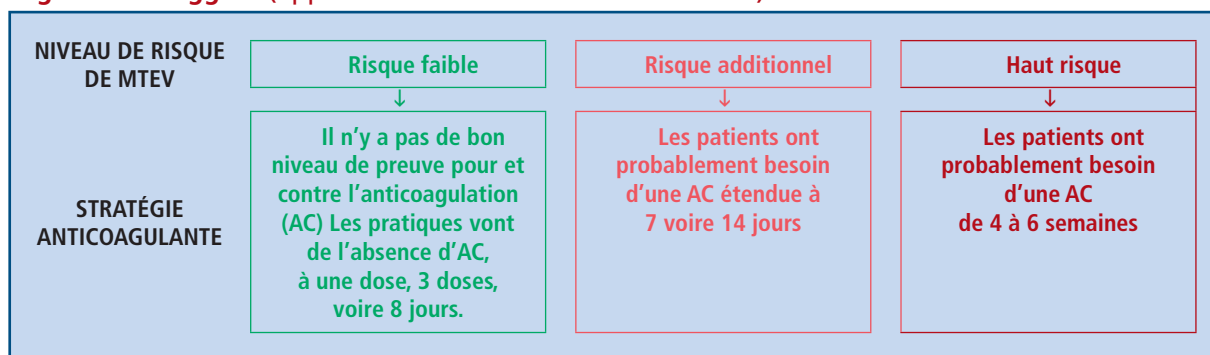 NIVEAU DE RISQUE
DE MTEV
Risque faible
Risque additionnel
Haut risque
↓
↓
↓
STRATÉGIE
ANTICOAGULANTE
Il n’y a pas de bon
niveau de preuve pour et
contre l’anticoagulation
(AC) Les pratiques vont
de l’absence d’AC,
à une dose, 3 doses,
voire 8 jours.
Les patients ont
probablement besoin
d’une AC étendue à
7 voire 14 jours
Les patients ont
probablement besoin
d’une AC
de 4 à 6 semaines